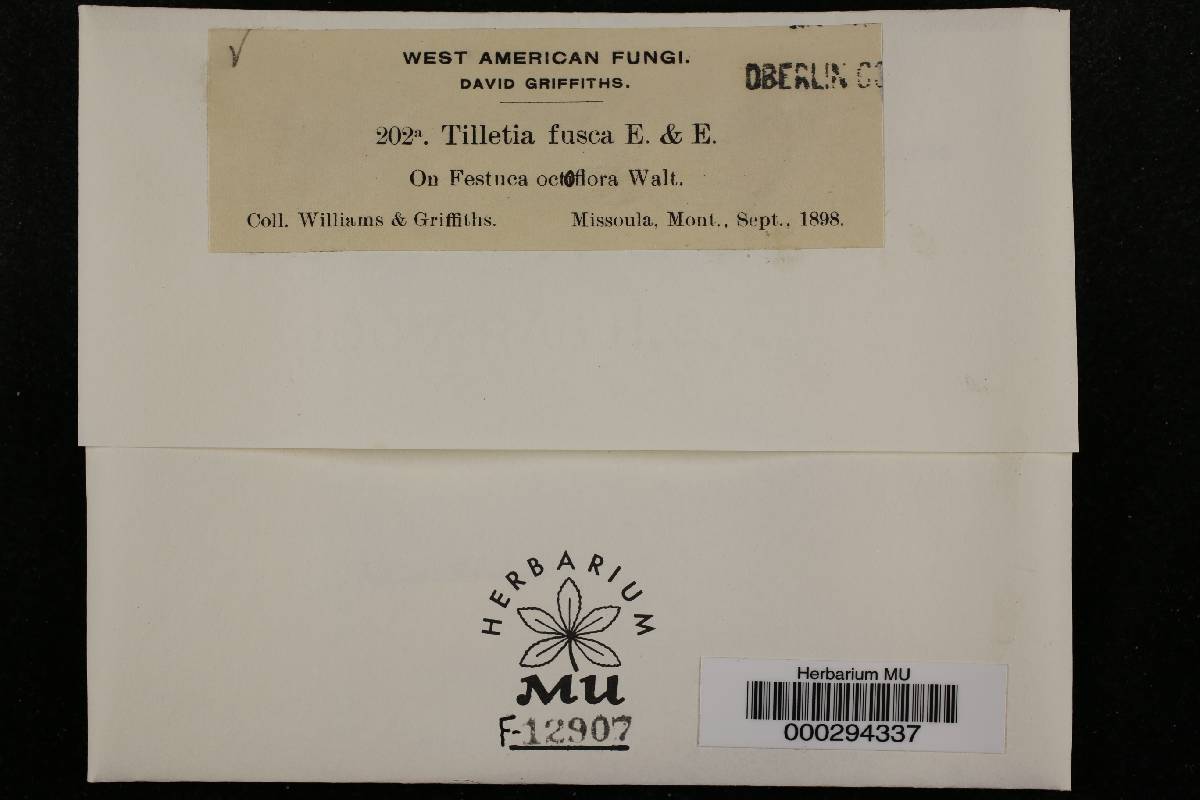 WEST AMERICAN FUNGI.
DAVID GRIFFITHS.
OBERLIN
202a. Tilletia fusca E. & E.
On Festuca octoflora Walt.
Coll. Williams & Griffiths. Missoula, Mont., Sept., 1898.
HERBARIUM
MU
F-12907
Herbarium MU
000294337